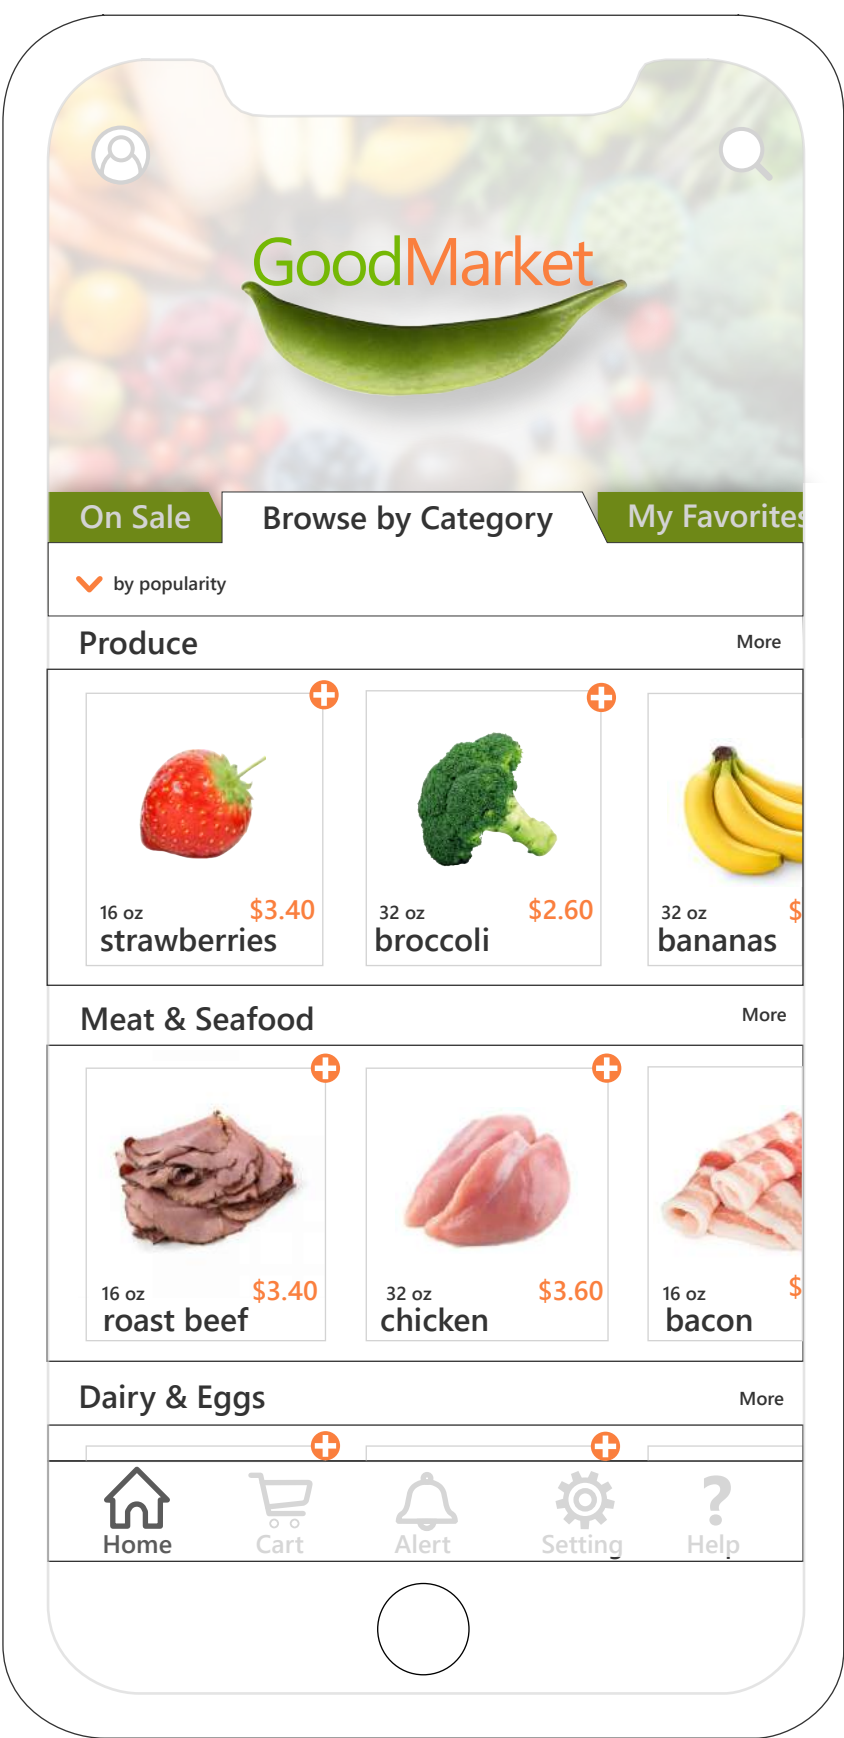 GoodMarket
On Sale
Browse by Category
My Favorites
by popularity
Produce
More
16 oz
$3.40
strawberries
32 oz
$2.60
broccoli
32 oz
$
bananas
Meat & Seafood
More
16 oz
$3.40
roast beef
32 oz
$3.60
chicken
16 oz
$
bacon
Dairy & Eggs
More
Home
Cart
Alert
Setting
Help